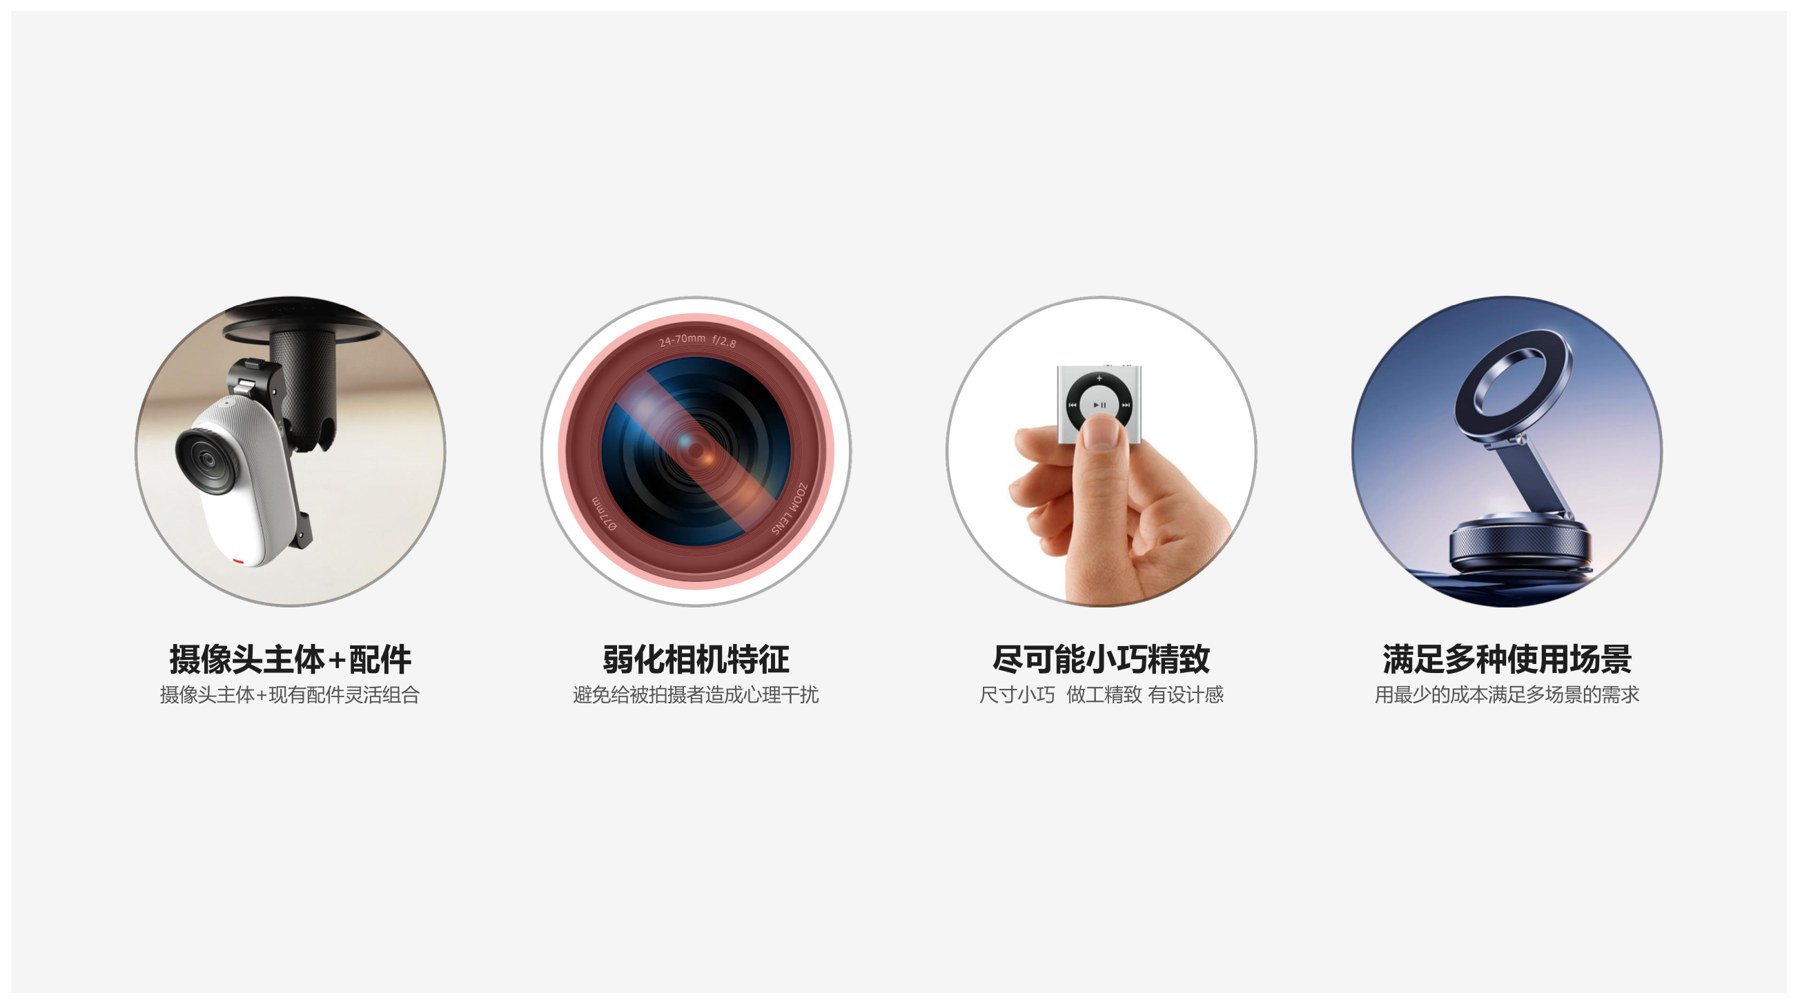 24-70mm f/2.8
ZOOM LENS
Ø77mm
摄像头主体+配件
摄像头主体+现有配件灵活组合
弱化相机特征
避免给被拍摄者造成心理干扰
尽可能小巧精致
尺寸小巧 做工精致 有设计感
满足多种使用场景
用最少的成本满足多场景的需求